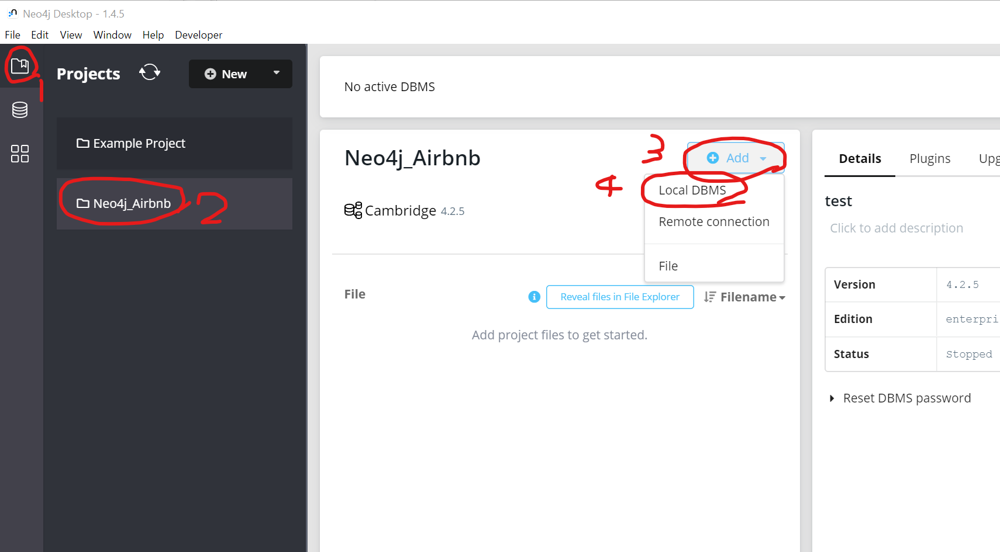 Neo4j Desktop - 1.4.5
File Edit View Window Help Developer
1
Projects
New
Example Project
Neo4j_Airbnb
2
No active DBMS
Neo4j_Airbnb
3
Add
4
Local DBMS
Remote connection
File
Cambridge 4.2.5
File
Reveal files in File Explorer
Filename
Add project files to get started.
Details Plugins Upg
test
Click to add description
Version 4.2.5
Edition enterpri
Status Stopped
Reset DBMS password